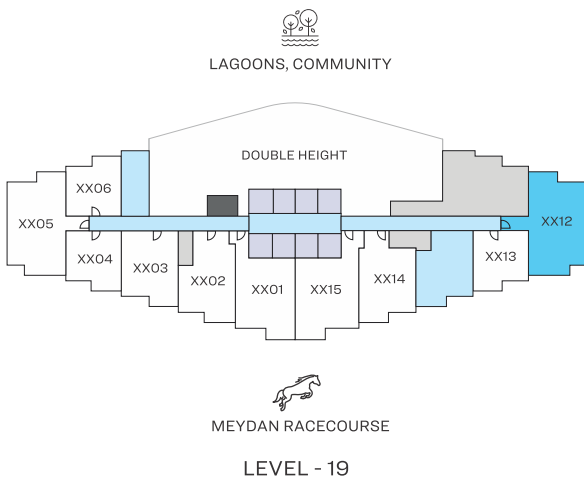 LAGOONS, COMMUNITY
DOUBLE HEIGHT
XX06
XX05
XX12
XX04
XX13
XX03
XX02
XX14
XX01
XX15
MEYDAN RACECOURSE
LEVEL - 19